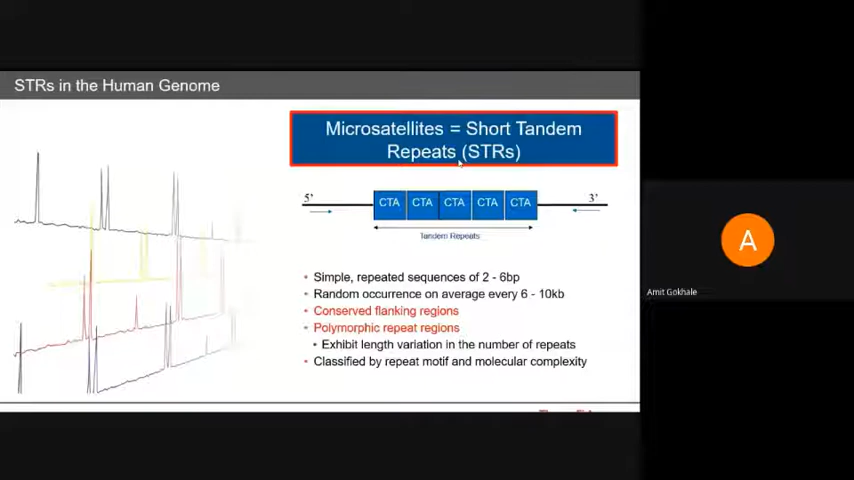 STRs in the Human Genome
Microsatellites = Short Tandem
Repeats (STRs)
5' CTA CTA CTA CTA CTA 3'
Tandem Repeats
• Simple, repeated sequences of 2 - 6bp
• Random occurrence on average every 6 - 10kb
• Conserved flanking regions
• Polymorphic repeat regions
• Exhibit length variation in the number of repeats
• Classified by repeat motif and molecular complexity
A
Amit Gokhale